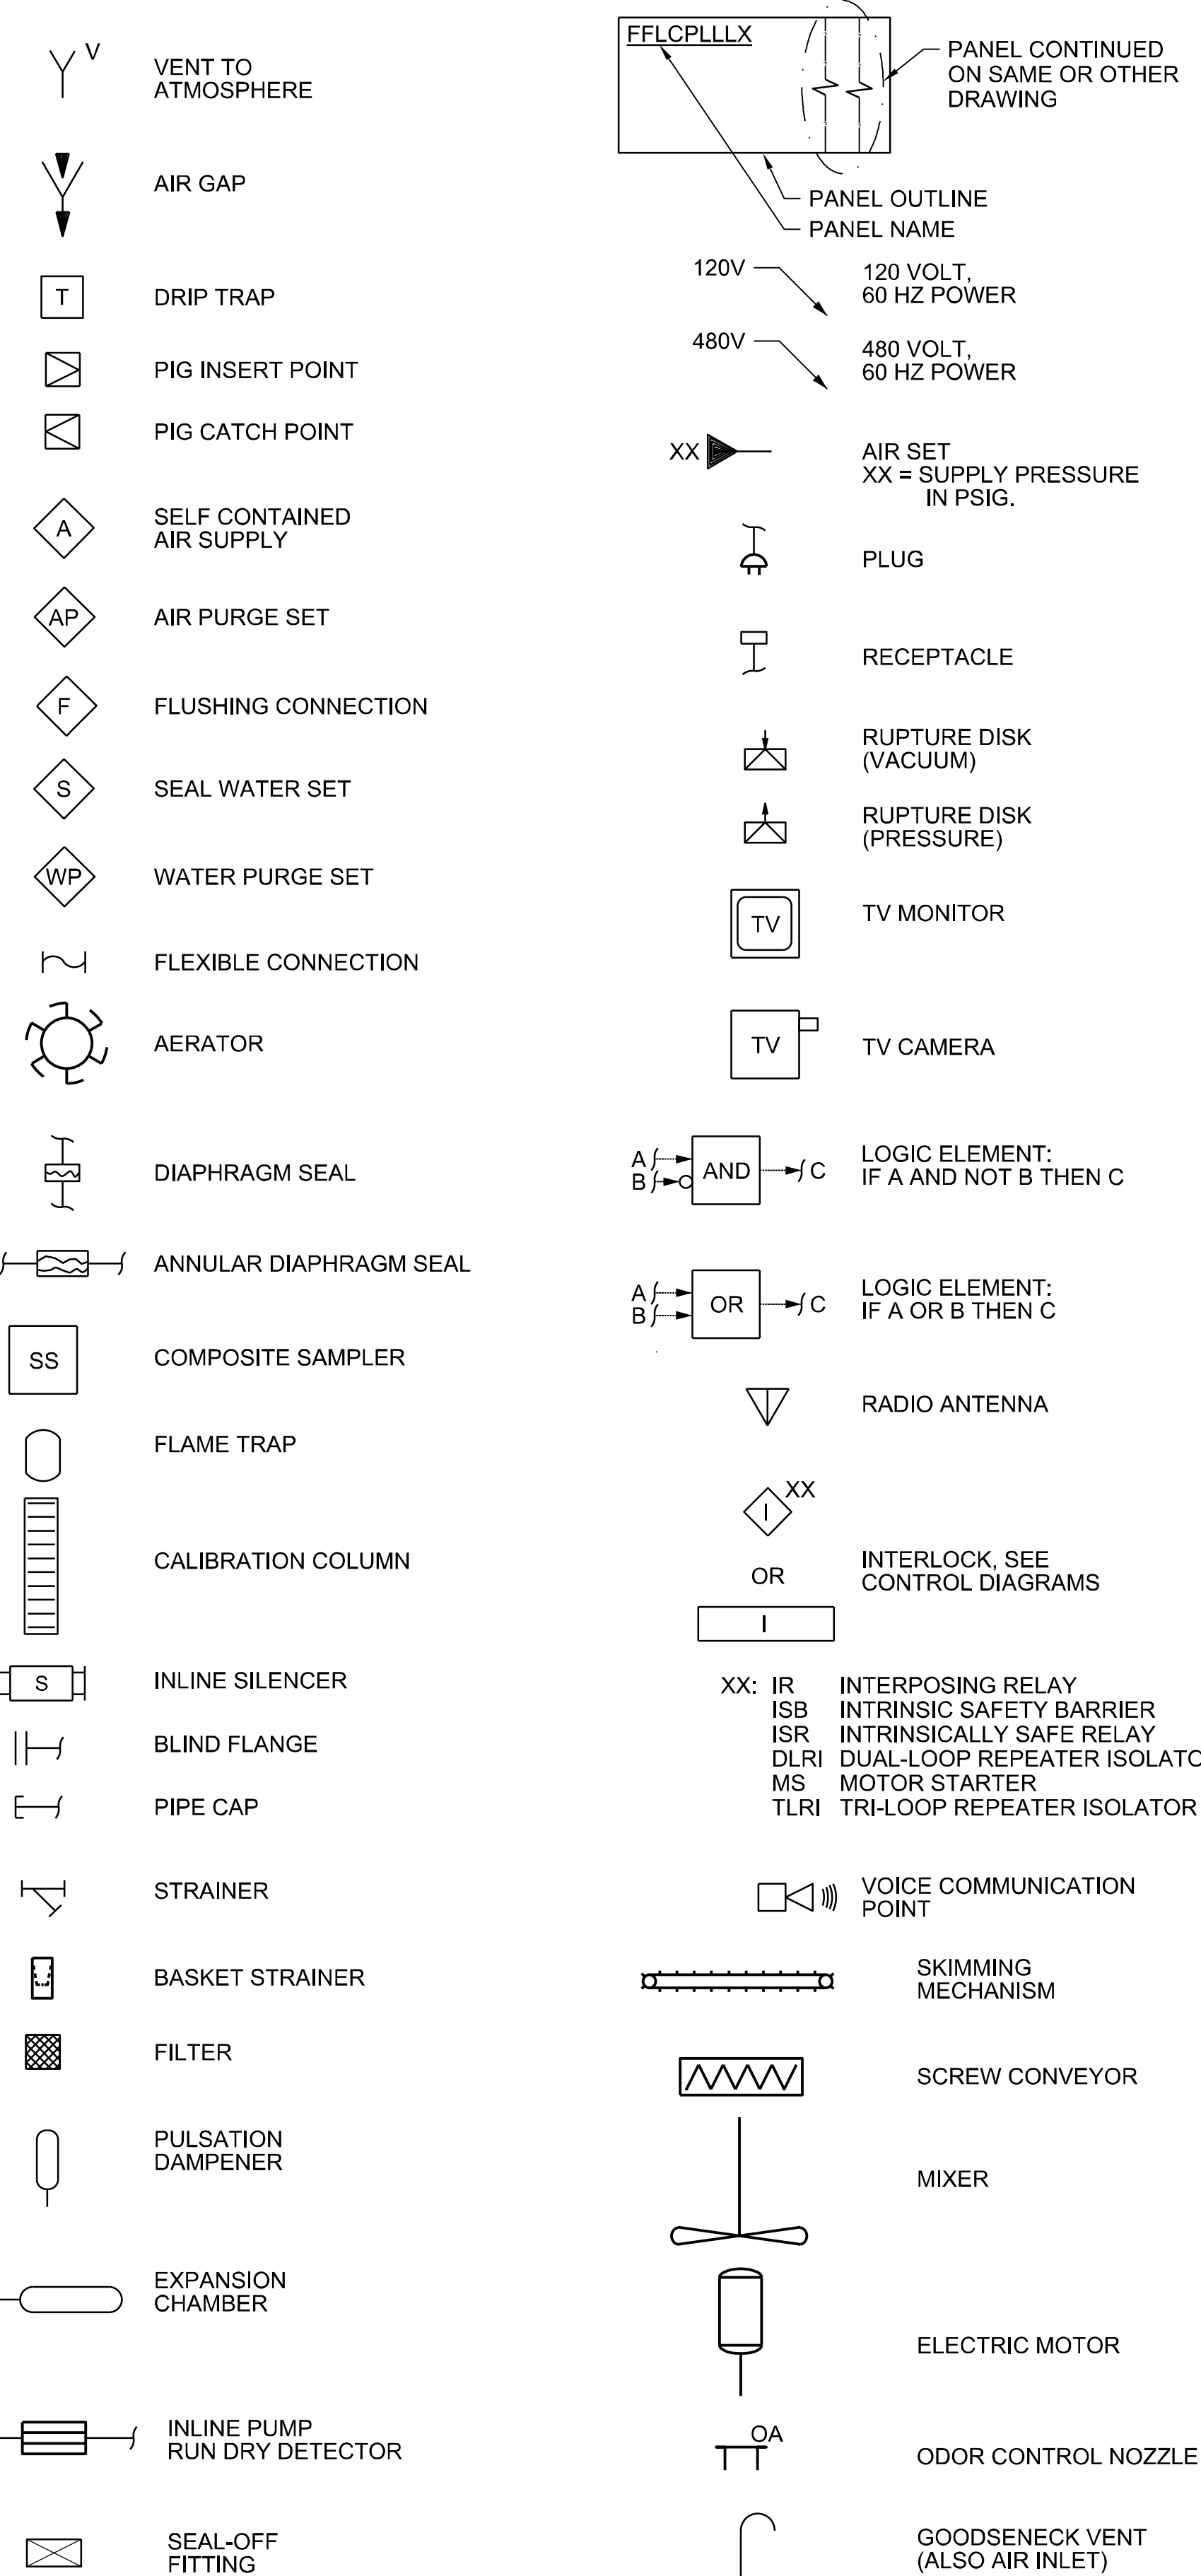 V
VENT TO
ATMOSPHERE
AIR GAP
T
DRIP TRAP
PIG INSERT POINT
PIG CATCH POINT
A
SELF CONTAINED
AIR SUPPLY
AP
AIR PURGE SET
F
FLUSHING CONNECTION
S
SEAL WATER SET
WP
WATER PURGE SET
FLEXIBLE CONNECTION
AERATOR
DIAPHRAGM SEAL
ANNULAR DIAPHRAGM SEAL
SS
COMPOSITE SAMPLER
FLAME TRAP
CALIBRATION COLUMN
S
INLINE SILENCER
BLIND FLANGE
PIPE CAP
STRAINER
BASKET STRAINER
FILTER
PULSATION
DAMPENER
EXPANSION
CHAMBER
INLINE PUMP
RUN DRY DETECTOR
SEAL-OFF
FITTING
FFLCPLLLX
PANEL CONTINUED
ON SAME OR OTHER
DRAWING
PANEL OUTLINE
PANEL NAME
120V
120 VOLT,
60 HZ POWER
480V
480 VOLT,
60 HZ POWER
XX
AIR SET
XX = SUPPLY PRESSURE
IN PSIG.
PLUG
RECEPTACLE
RUPTURE DISK
(VACUUM)
RUPTURE DISK
(PRESSURE)
TV
TV MONITOR
TV
TV CAMERA
A
B
AND
C
LOGIC ELEMENT:
IF A AND NOT B THEN C
A
B
OR
C
LOGIC ELEMENT:
IF A OR B THEN C
RADIO ANTENNA
I
XX
OR
I
INTERLOCK, SEE
CONTROL DIAGRAMS
XX: IR INTERPOSING RELAY
ISB INTRINSIC SAFETY BARRIER
ISR INTRINSICALLY SAFE RELAY
DLRI DUAL-LOOP REPEATER ISOLATO
MS MOTOR STARTER
TLRI TRI-LOOP REPEATER ISOLATOR
VOICE COMMUNICATION
POINT
SKIMMING
MECHANISM
SCREW CONVEYOR
MIXER
ELECTRIC MOTOR
OA
ODOR CONTROL NOZZLE
GOODSENECK VENT
(ALSO AIR INLET)